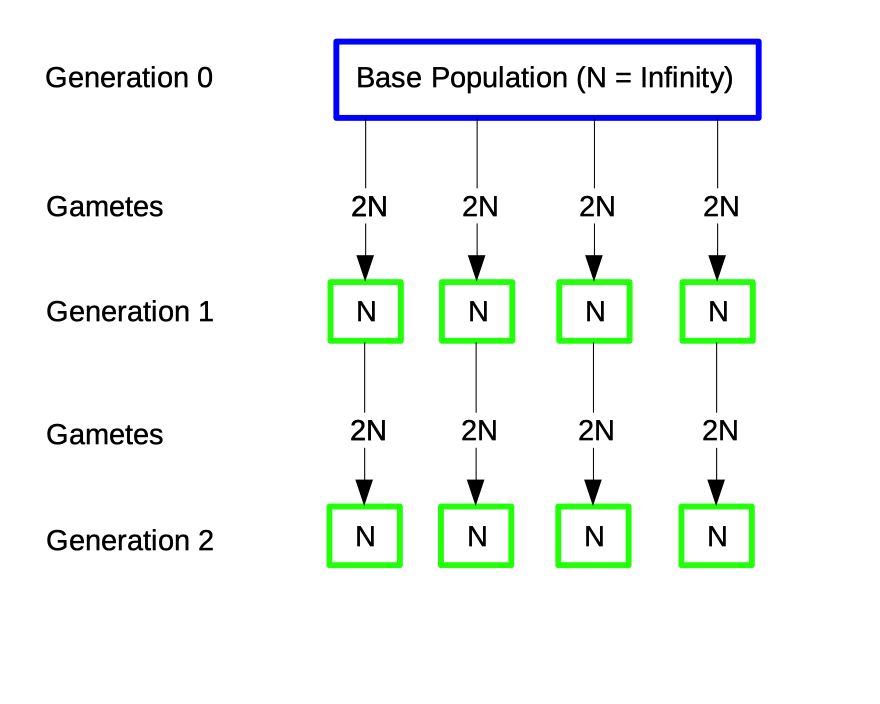 Generation 0 Base Population (N = Infinity)
Gametes 2N 2N 2N 2N
Generation 1 N N N N
Gametes 2N 2N 2N 2N
Generation 2 N N N N